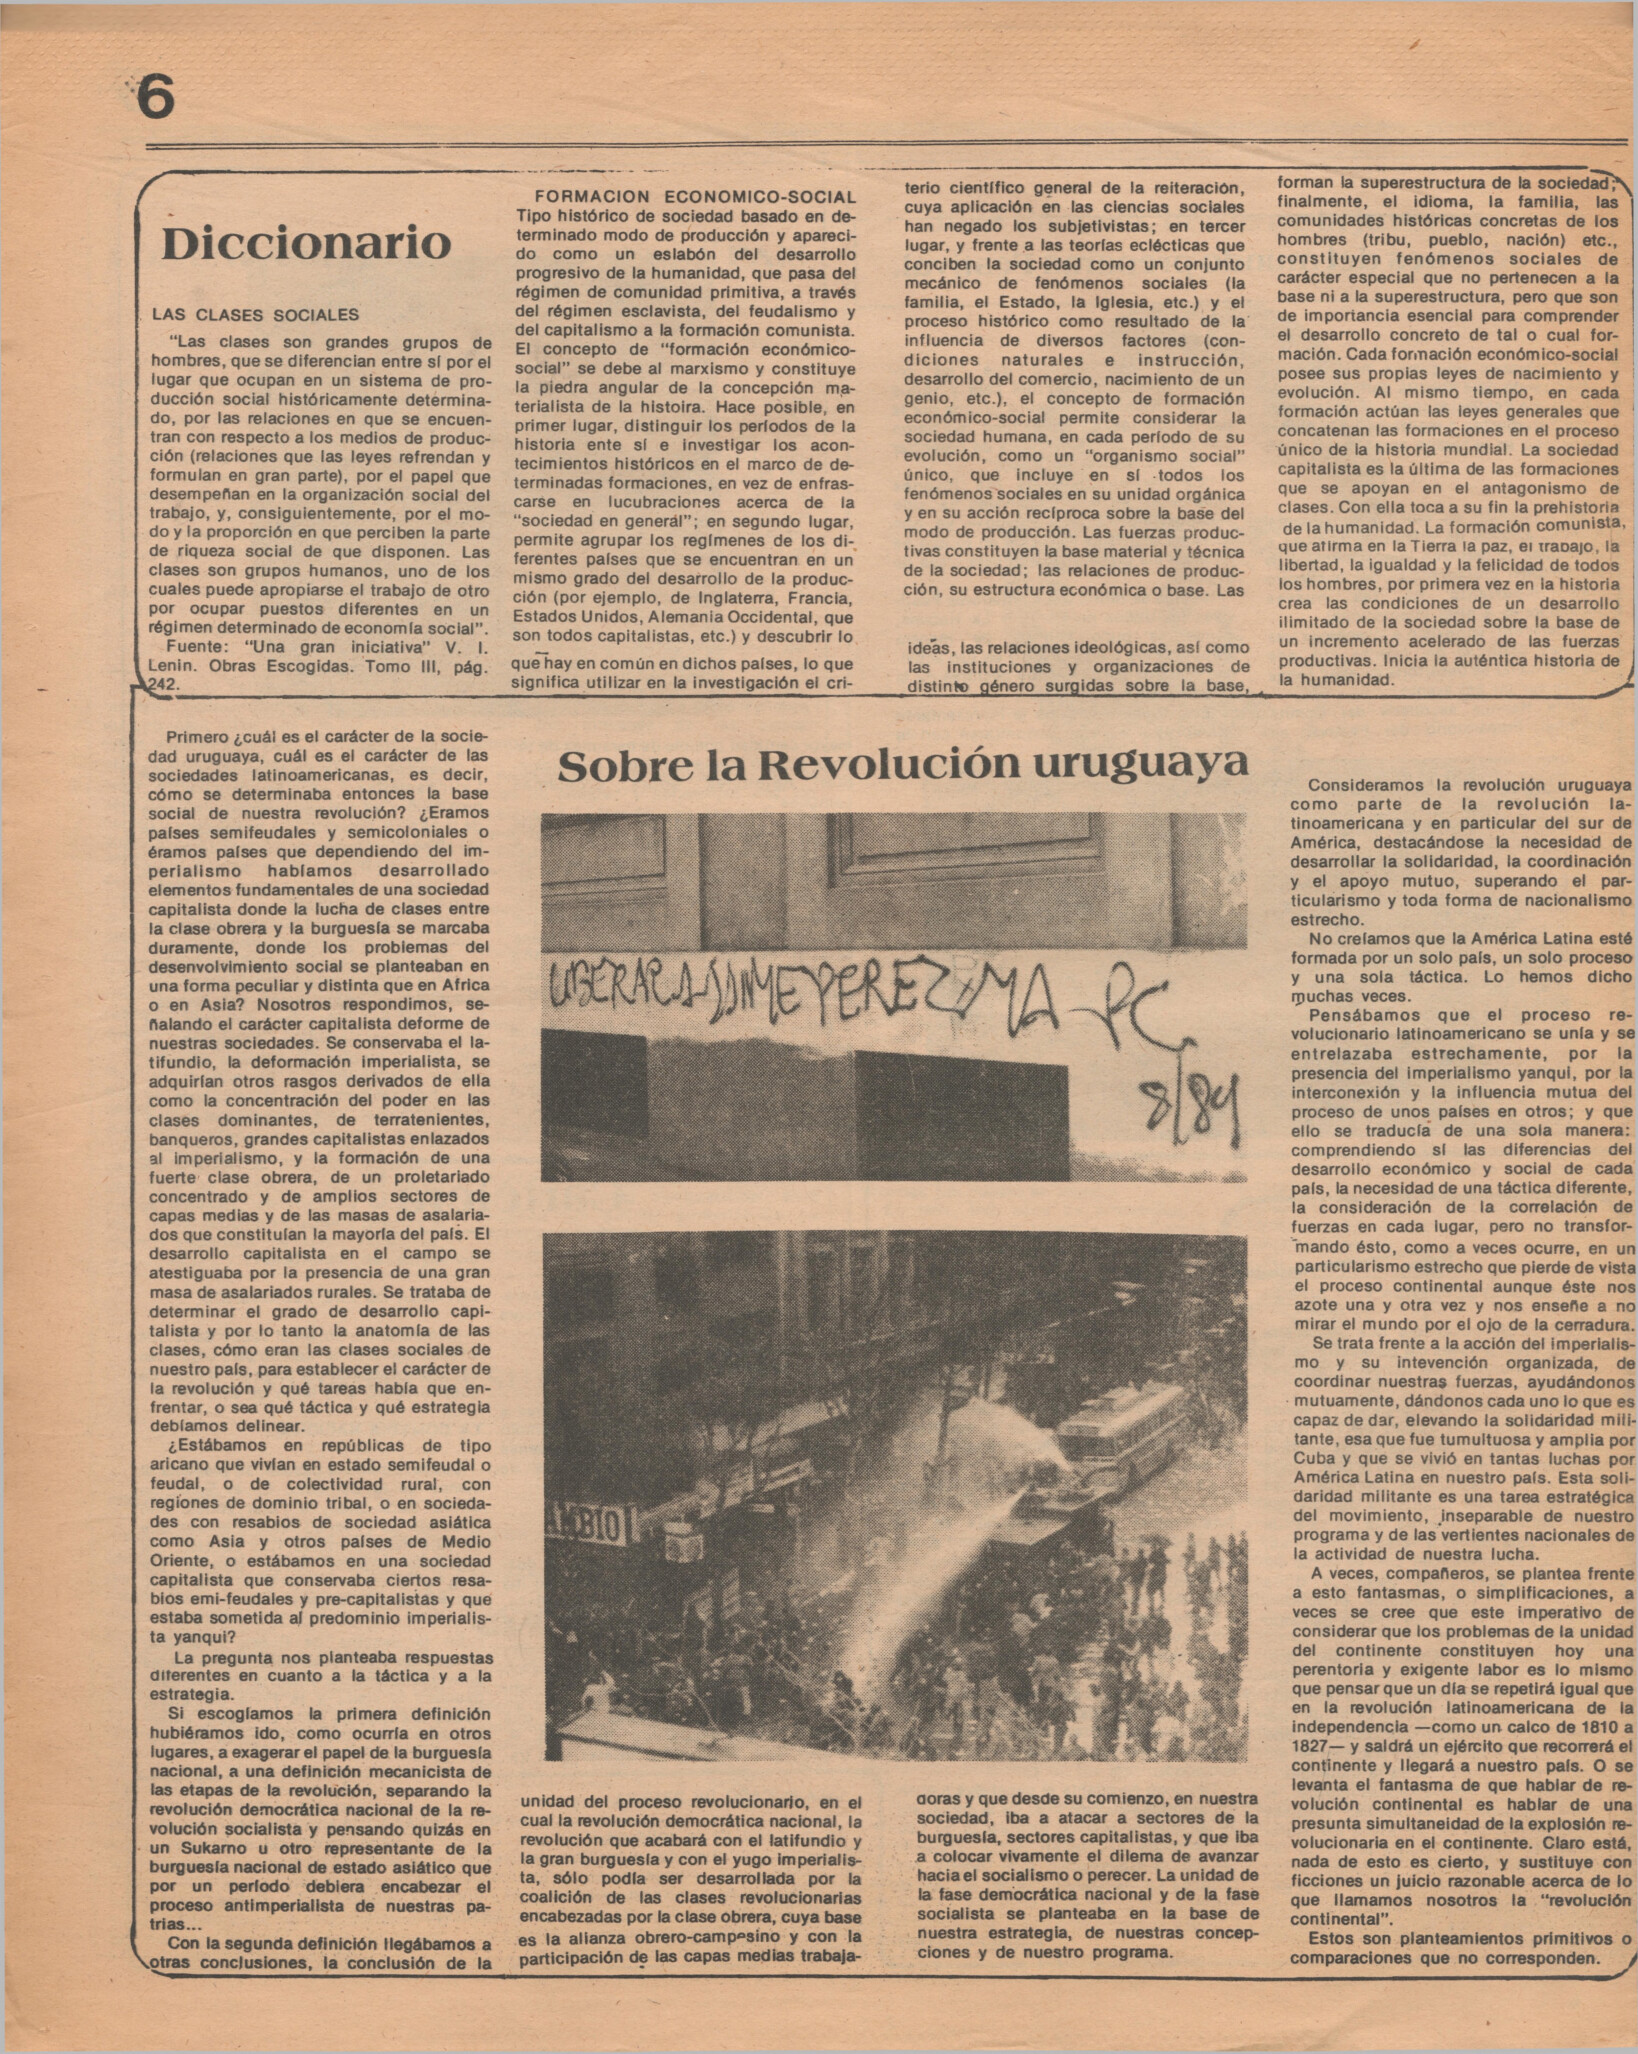 6
Diccionario
LAS CLASES SOCIALES
"Las clases son grandes grupos de
hombres, que se diferencian entre sí por el
lugar que ocupan en un sistema de pro-
ducción social históricamente determina-
do, por las relaciones en que se encuen-
tran con respecto a los medios de produc-
ción (relaciones que las leyes refrendan y
formulan en gran parte), por el papel que
desempeñan en la organización social del
trabajo, y, consiguientemente, por el mo-
do y la proporción en que perciben la parte
de riqueza social de que disponen. Las
clases son grupos humanos, uno de los
cuales puede apropiarse el trabajo de otro
por ocupar puestos diferentes en un
régimen determinado de economía social".
Fuente: "Una gran iniciativa" V. I.
Lenin. Obras Escogidas. Tomo III, pág.
242.
FORMACION ECONOMICO-SOCIAL
Tipo histórico de sociedad basado en de-
terminado modo de producción y apareci-
do como un eslabón del desarrollo
progresivo de la humanidad, que pasa del
régimen de comunidad primitiva, a través
del régimen esclavista, del feudalismo y
del capitalismo a la formación comunista.
El concepto de "formación económico-
social" se debe al marxismo y constituye
la piedra angular de la concepción ma-
terialista de la histoira. Hace posible, en
primer lugar, distinguir los períodos de la
historia ente sí e investigar los acon-
tecimientos históricos en el marco de de-
terminadas formaciones, en vez de enfras-
carse en lucubraciones acerca de la
"sociedad en general"; en segundo lugar,
permite agrupar los regímenes de los di-
ferentes países que se encuentran en un
mismo grado del desarrollo de la produc-
ción (por ejemplo, de Inglaterra, Francia,
Estados Unidos, Alemania Occidental, que
son todos capitalistas, etc.) y descubrir lo
que hay en común en dichos países, lo que
significa utilizar en la investigación el cri-
terio científico general de la reiteración,
cuya aplicación en las ciencias sociales
han negado los subjetivistas; en tercer
lugar, y frente a las teorías eclécticas que
conciben la sociedad como un conjunto
mecánico de fenómenos sociales (la
familia, el Estado, la Iglesia, etc.) y el
proceso histórico como resultado de la
influencia de diversos factores (con-
diciones naturales e instrucción,
desarrollo del comercio, nacimiento de un
genio, etc.), el concepto de formación
económico-social permite considerar la
sociedad humana, en cada período de su
evolución, como un "organismo social"
único, que incluye en sí todos los
fenómenos sociales en su unidad orgánica
y en su acción recíproca sobre la base del
modo de producción. Las fuerzas produc-
tivas constituyen la base material y técnica
de la sociedad; las relaciones de produc-
ción, su estructura económica o base. Las
ideas, las relaciones ideológicas, así como
las instituciones y organizaciones de
distinto género surgidas sobre la base,
forman la superestructura de la sociedad;
finalmente, el idioma, la familia, las
comunidades históricas concretas de los
hombres (tribu, pueblo, nación) etc.,
constituyen fenómenos sociales de
carácter especial que no pertenecen a la
base ni a la superestructura, pero que son
de importancia esencial para comprender
el desarrollo concreto de tal o cual for-
mación. Cada formación económico-social
posee sus propias leyes de nacimiento y
evolución. Al mismo tiempo, en cada
formación actúan las leyes generales que
concatenan las formaciones en el proceso
único de la historia mundial. La sociedad
capitalista es la última de las formaciones
que se apoyan en el antagonismo de
clases. Con ella toca a su fin la prehistoria
de la humanidad. La formación comunista,
que afirma en la Tierra la paz, el trabajo, la
libertad, la igualdad y la felicidad de todos
los hombres, por primera vez en la historia
crea las condiciones de un desarrollo
ilimitado de la sociedad sobre la base de
un incremento acelerado de las fuerzas
productivas. Inicia la auténtica historia de
la humanidad.
Sobre la Revolución uruguaya
Primero ¿cuál es el carácter de la socie-
dad uruguaya, cuál es el carácter de las
sociedades latinoamericanas, es decir,
cómo se determinaba entonces la base
social de nuestra revolución? ¿Eramos
países semifeudales y semicoloniales o
éramos países que dependiendo del im-
perialismo habíamos desarrollado
elementos fundamentales de una sociedad
capitalista donde la lucha de clases entre
la clase obrera y la burguesía se marcaba
duramente, donde los problemas del
desenvolvimiento social se planteaban en
una forma peculiar y distinta que en Africa
o en Asia? Nosotros respondimos, se-
ñalando el carácter capitalista deforme de
nuestras sociedades. Se conservaba el la-
tifundio, la deformación imperialista, se
adquirían otros rasgos derivados de ella
como la concentración del poder en las
clases dominantes, de terratenientes,
banqueros, grandes capitalistas enlazados
al imperialismo, y la formación de una
fuerte clase obrera, de un proletariado
concentrado y de amplios sectores de
capas medias y de las masas de asalaria-
dos que constituían la mayoría del país. El
desarrollo capitalista en el campo se
atestiguaba por la presencia de una gran
masa de asalariados rurales. Se trataba de
determinar el grado de desarrollo capi-
talista y por lo tanto la anatomía de las
clases, cómo eran las clases sociales de
nuestro país, para establecer el carácter de
la revolución y qué tareas había que en-
frentar, o sea qué táctica y qué estrategia
debíamos delinear.
¿Estábamos en repúblicas de tipo
aricano que vivían en estado semifeudal o
feudal, o de colectividad rural, con
regiones de dominio tribal, o en socieda-
des con resabios de sociedad asiática
como Asia y otros países de Medio
Oriente, o estábamos en una sociedad
capitalista que conservaba ciertos resa-
bios emi-feudales y pre-capitalistas y que
estaba sometida al predominio imperialis-
ta yanqui?
La pregunta nos planteaba respuestas
diferentes en cuanto a la táctica y a la
estrategia.
Si escogíamos la primera definición
hubiéramos ido, como ocurría en otros
lugares, a exagerar el papel de la burguesía
nacional, a una definición mecanicista de
las etapas de la revolución, separando la
revolución democrática nacional de la re-
volución socialista y pensando quizás en
un Sukarno u otro representante de la
burguesía nacional de estado asiático que
por un período debiera encabezar el
proceso antimperialista de nuestras pa-
trias...
Con la segunda definición llegábamos a
otras conclusiones, la conclusión de la
LIBERAR A JAIME PEREZ
PC
8/84
AMBIO
unidad del proceso revolucionario, en el
cual la revolución democrática nacional, la
revolución que acabará con el latifundio y
la gran burguesía y con el yugo imperialis-
ta, sólo podía ser desarrollada por la
coalición de las clases revolucionarias
encabezadas por la clase obrera, cuya base
es la alianza obrero-campesino y con la
participación de las capas medias trabaja-
doras y que desde su comienzo, en nuestra
sociedad, iba a atacar a sectores de la
burguesía, sectores capitalistas, y que iba
a colocar vivamente el dilema de avanzar
hacia el socialismo o perecer. La unidad de
la fase democrática nacional y de la fase
socialista se planteaba en la base de
nuestra estrategia, de nuestras concep-
ciones y de nuestro programa.
Consideramos la revolución uruguaya
como parte de la revolución la-
tinoamericana y en particular del sur de
América, destacándose la necesidad de
desarrollar la solidaridad, la coordinación
y el apoyo mutuo, superando el par-
ticularismo y toda forma de nacionalismo
estrecho.
No creíamos que la América Latina esté
formada por un solo país, un solo proceso
y una sola táctica. Lo hemos dicho
muchas veces.
Pensábamos que el proceso re-
volucionario latinoamericano se unía y se
entrelazaba estrechamente, por la
presencia del imperialismo yanqui, por la
interconexión y la influencia mutua del
proceso de unos países en otros; y que
ello se traducía de una sola manera:
comprendiendo sí las diferencias del
desarrollo económico y social de cada
país, la necesidad de una táctica diferente,
la consideración de la correlación de
fuerzas en cada lugar, pero no transfor-
mando ésto, como a veces ocurre, en un
particularismo estrecho que pierde de vista
el proceso continental aunque éste nos
azote una y otra vez y nos enseñe a no
mirar el mundo por el ojo de la cerradura.
Se trata frente a la acción del imperialis-
mo y su intevención organizada, de
coordinar nuestras fuerzas, ayudándonos
mutuamente, dándonos cada uno lo que es
capaz de dar, elevando la solidaridad mili-
tante, esa que fue tumultuosa y amplia por
Cuba y que se vivió en tantas luchas por
América Latina en nuestro país. Esta soli-
daridad militante es una tarea estratégica
del movimiento, inseparable de nuestro
programa y de las vertientes nacionales de
la actividad de nuestra lucha.
A veces, compañeros, se plantea frente
a esto fantasmas, o simplificaciones, a
veces se cree que este imperativo de
considerar que los problemas de la unidad
del continente constituyen hoy una
perentoria y exigente labor es lo mismo
que pensar que un día se repetirá igual que
en la revolución latinoamericana de la
independencia —como un calco de 1810 a
1827— y saldrá un ejército que recorrerá el
continente y llegará a nuestro país. O se
levanta el fantasma de que hablar de re-
volución continental es hablar de una
presunta simultaneidad de la explosión re-
volucionaria en el continente. Claro está,
nada de esto es cierto, y sustituye con
ficciones un juicio razonable acerca de lo
que llamamos nosotros la "revolución
continental".
Estos son planteamientos primitivos o
comparaciones que no corresponden.